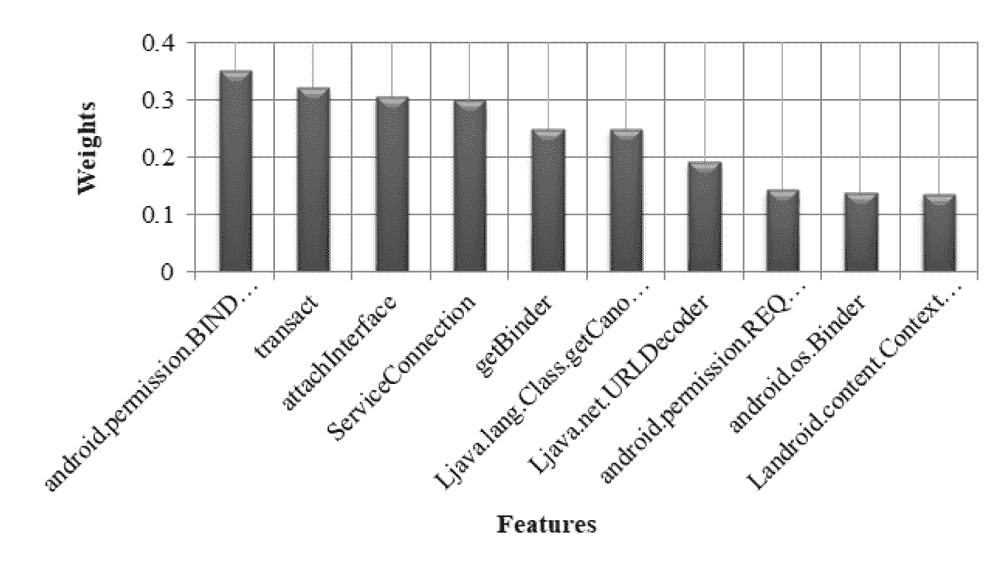 0.4
0.3
0.2
0.1
0
Weights
android.permission.BIND…
transact
attachInterface
ServiceConnection
getBinder
Ljava.lang.Class.getCano…
Ljava.net.URLDecoder
android.permission.REQ…
android.os.Binder
Landroid.content.Context…
Features